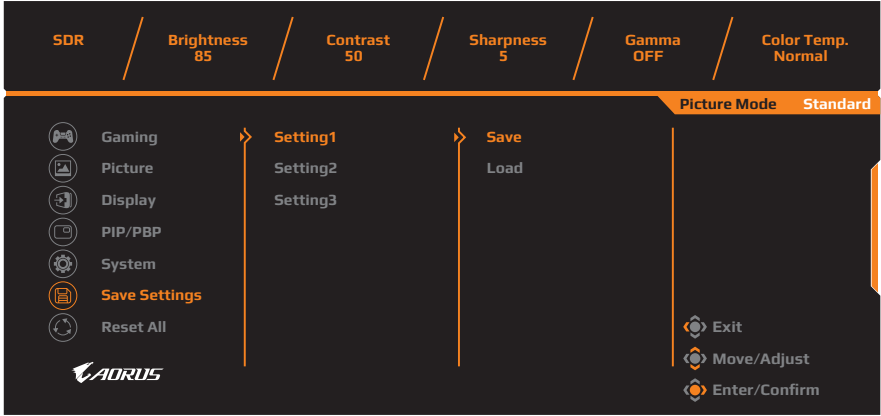 SDR
Brightness
85
Contrast
50
Sharpness
5
Gamma
OFF
Color Temp.
Normal
Picture Mode Standard
Gaming
Picture
Display
PIP/PBP
System
Save Settings
Reset All
Setting1
Setting2
Setting3
Save
Load
Exit
Move/Adjust
Enter/Confirm
AORUS